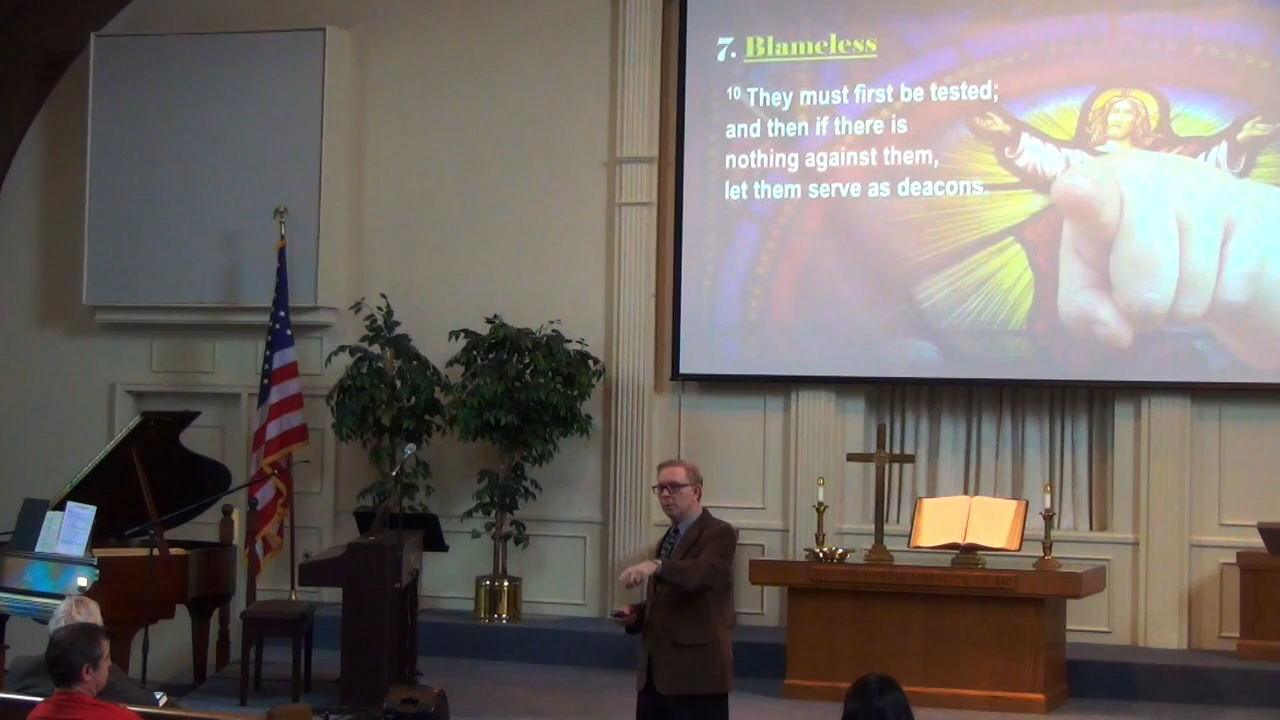 7. Blameless
10 They must first be tested;
and then if there is
nothing against them,
let them serve as deacons.